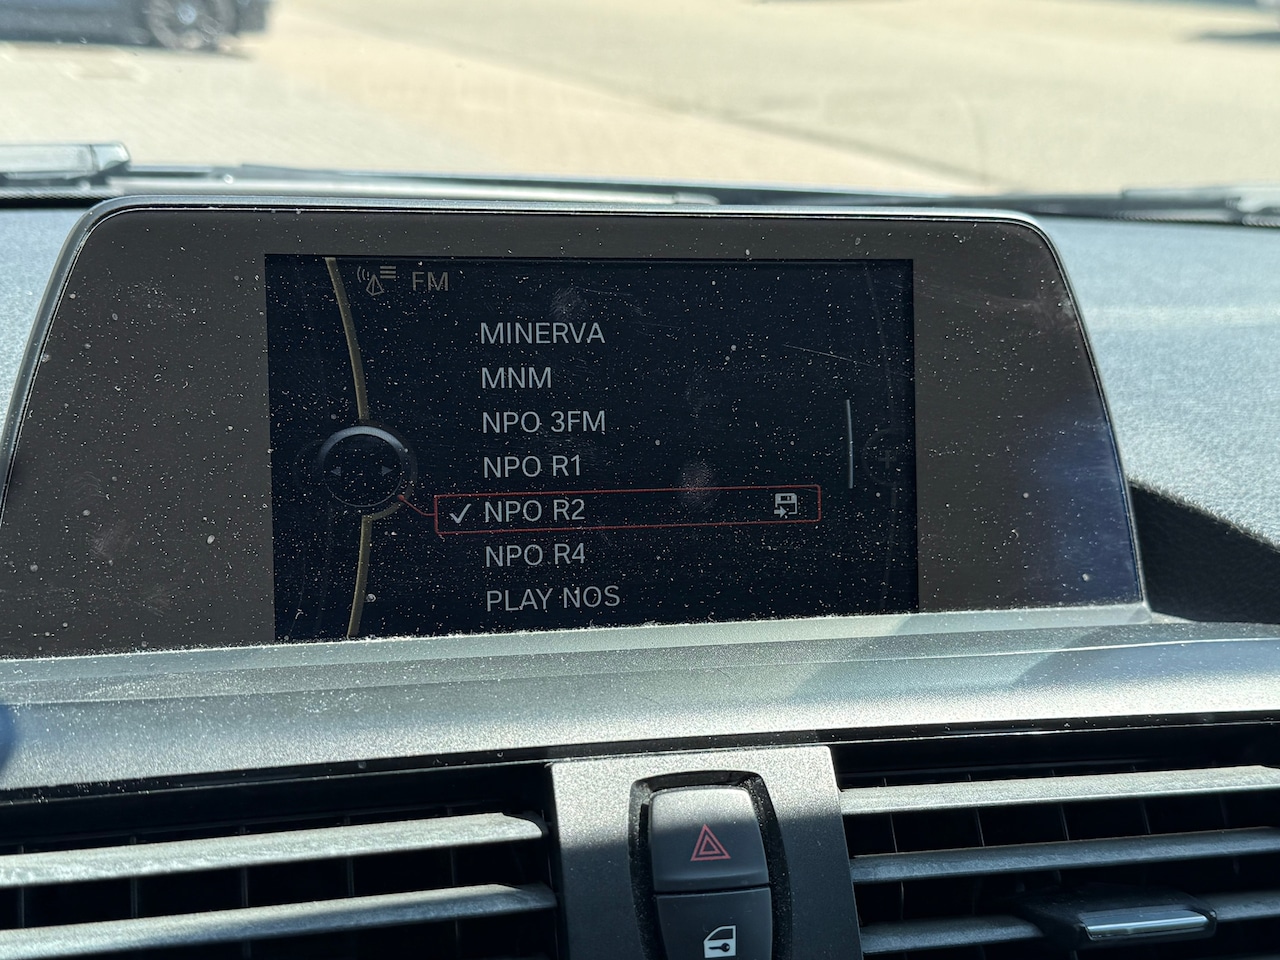 FM
MINERVA
MNM
NPO 3FM
NPO R1
NPO R2
NPO R4
PLAY NOS